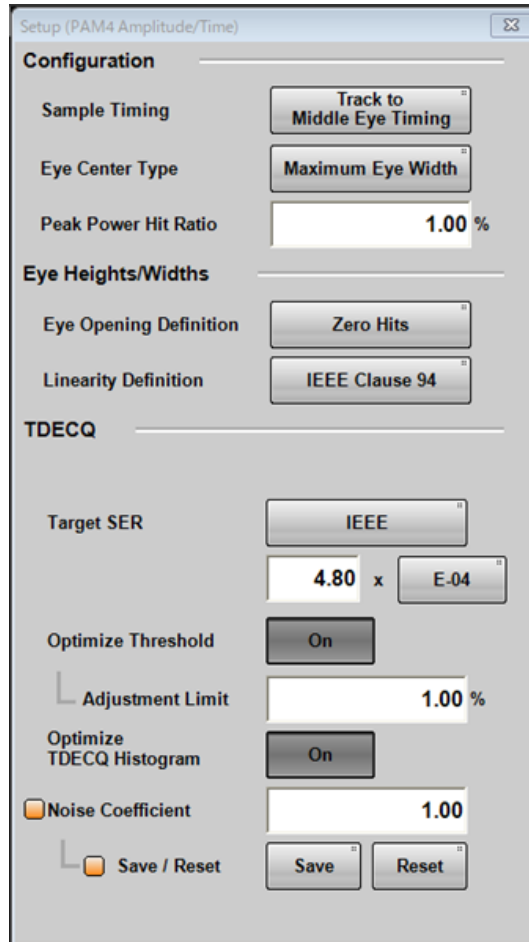 Setup (PAM4 Amplitude/Time)
Configuration
Sample Timing
Track to
Middle Eye Timing
Eye Center Type
Maximum Eye Width
Peak Power Hit Ratio
1.00 %
Eye Heights/Widths
Eye Opening Definition
Zero Hits
Linearity Definition
IEEE Clause 94
TDECQ
Target SER
IEEE
4.80 x E-04
Optimize Threshold
On
Adjustment Limit
1.00 %
Optimize
TDECQ Histogram
On
Noise Coefficient
1.00
Save / Reset
Save
Reset